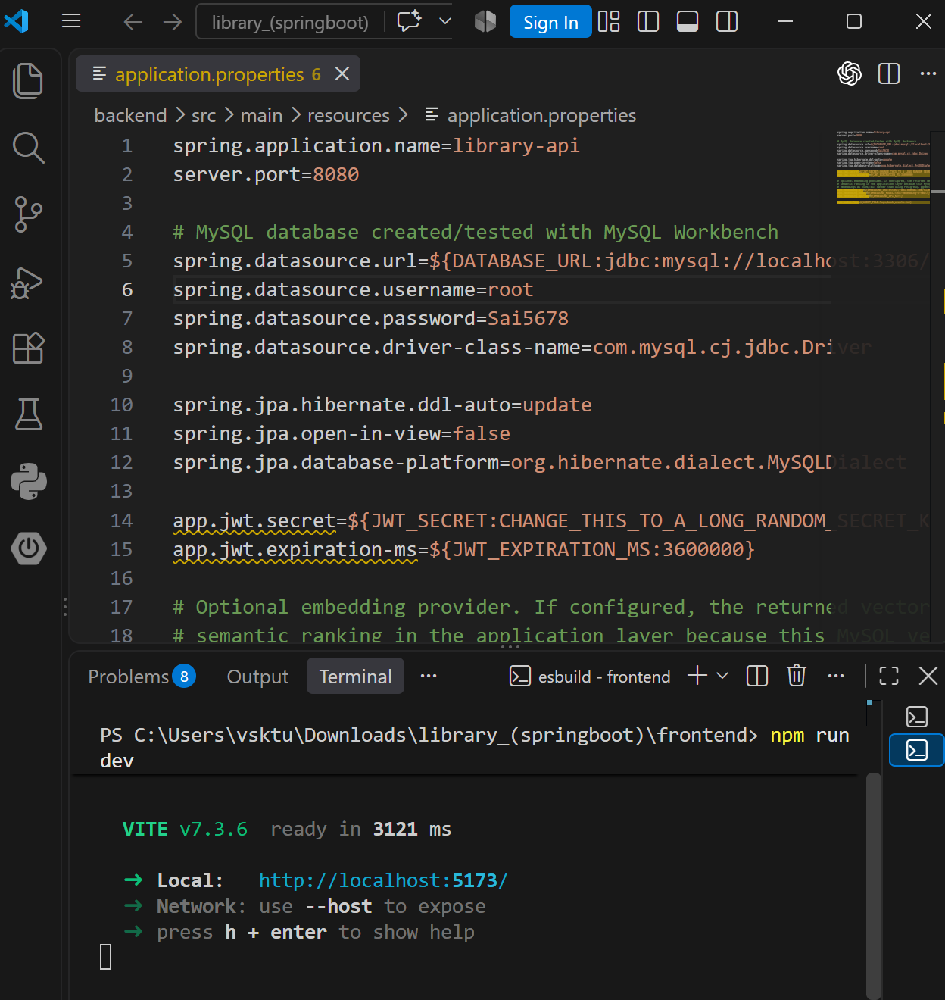 library_(springboot)
Sign In
application.properties 6
backend > src > main > resources > application.properties
1 spring.application.name=library-api
2 server.port=8080
3
4 # MySQL database created/tested with MySQL Workbench
5 spring.datasource.url=${DATABASE_URL:jdbc:mysql://localhost:3306/
6 spring.datasource.username=root
7 spring.datasource.password=Sai5678
8 spring.datasource.driver-class-name=com.mysql.cj.jdbc.Driver
9
10 spring.jpa.hibernate.ddl-auto=update
11 spring.jpa.open-in-view=false
12 spring.jpa.database-platform=org.hibernate.dialect.MySQLDialect
13
14 app.jwt.secret=${JWT_SECRET:CHANGE_THIS_TO_A_LONG_RANDOM_SECRET_K
15 app.jwt.expiration-ms=${JWT_EXPIRATION_MS:3600000}
16
17 # Optional embedding provider. If configured, the returned vector
18 # semantic ranking in the application layer because this MySQL ve
Problems 8 Output Terminal ··· esbuild - frontend
PS C:\Users\vsktu\Downloads\library_(springboot)\frontend> npm run
dev
VITE v7.3.6 ready in 3121 ms
➜ Local: http://localhost:5173/
➜ Network: use --host to expose
➜ press h + enter to show help